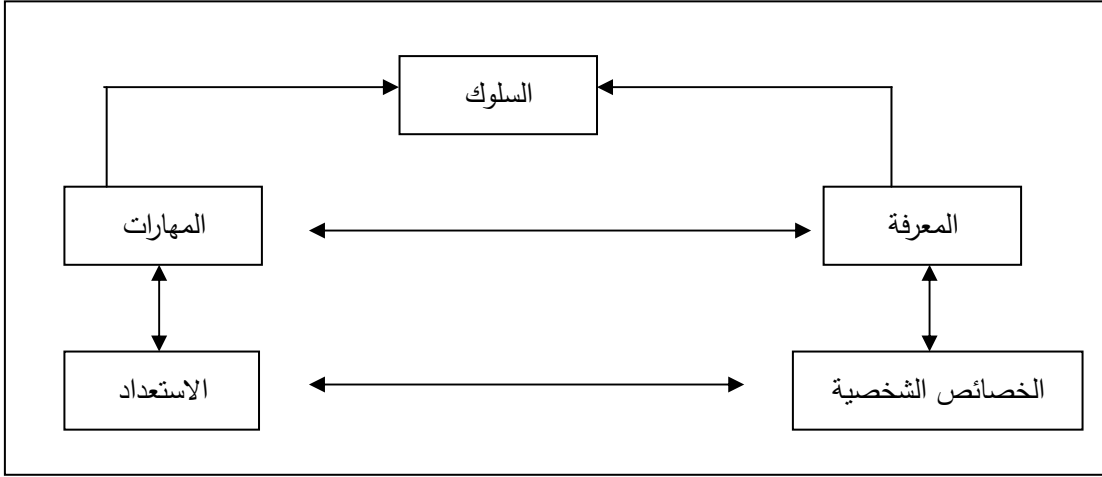 السلوك
المعرفة
المهارات
الخصائص الشخصية
الاستعداد